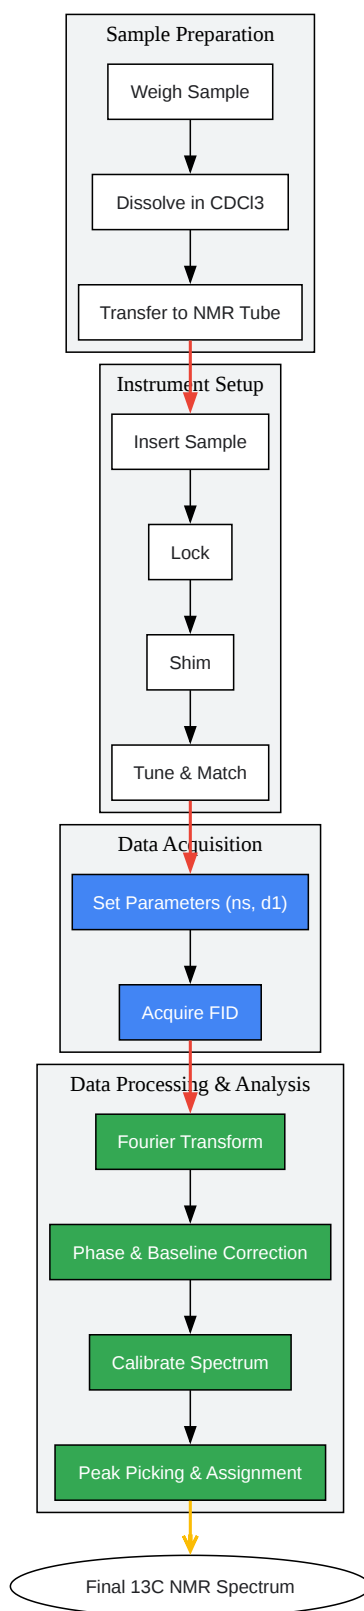 Sample Preparation
Weigh Sample
Dissolve in CDCl3
Transfer to NMR Tube
Instrument Setup
Insert Sample
Lock
Shim
Tune & Match
Data Acquisition
Set Parameters (ns, d1)
Acquire FID
Data Processing & Analysis
Fourier Transform
Phase & Baseline Correction
Calibrate Spectrum
Peak Picking & Assignment
Final 13C NMR Spectrum